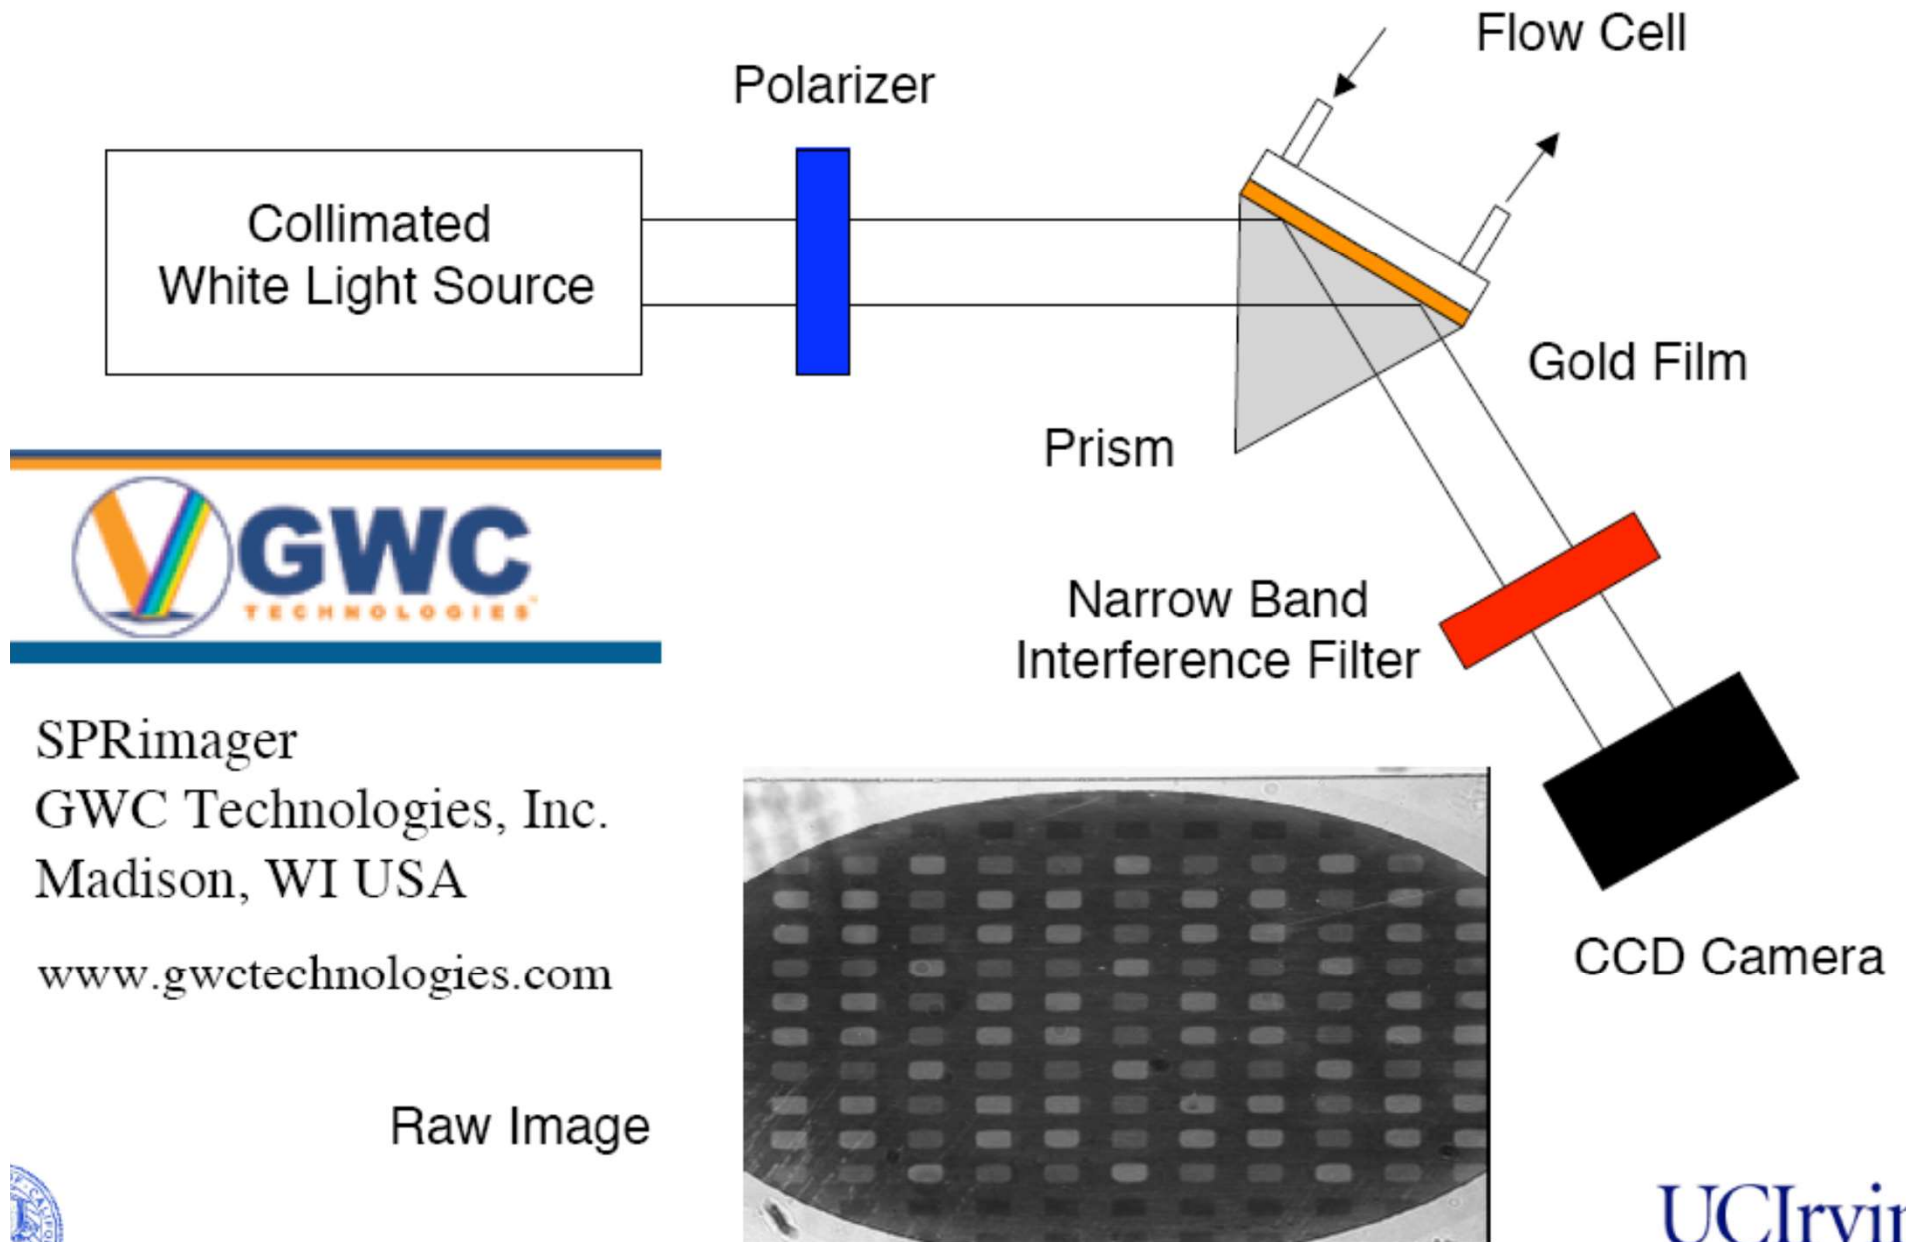 Flow Cell
Polarizer
Collimated
White Light Source
Gold Film
Prism
GWC
TECHNOLOGIES
Narrow Band
Interference Filter
SPRimager
GWC Technologies, Inc.
Madison, WI USA
www.gwctechnologies.com
CCD Camera
Raw Image